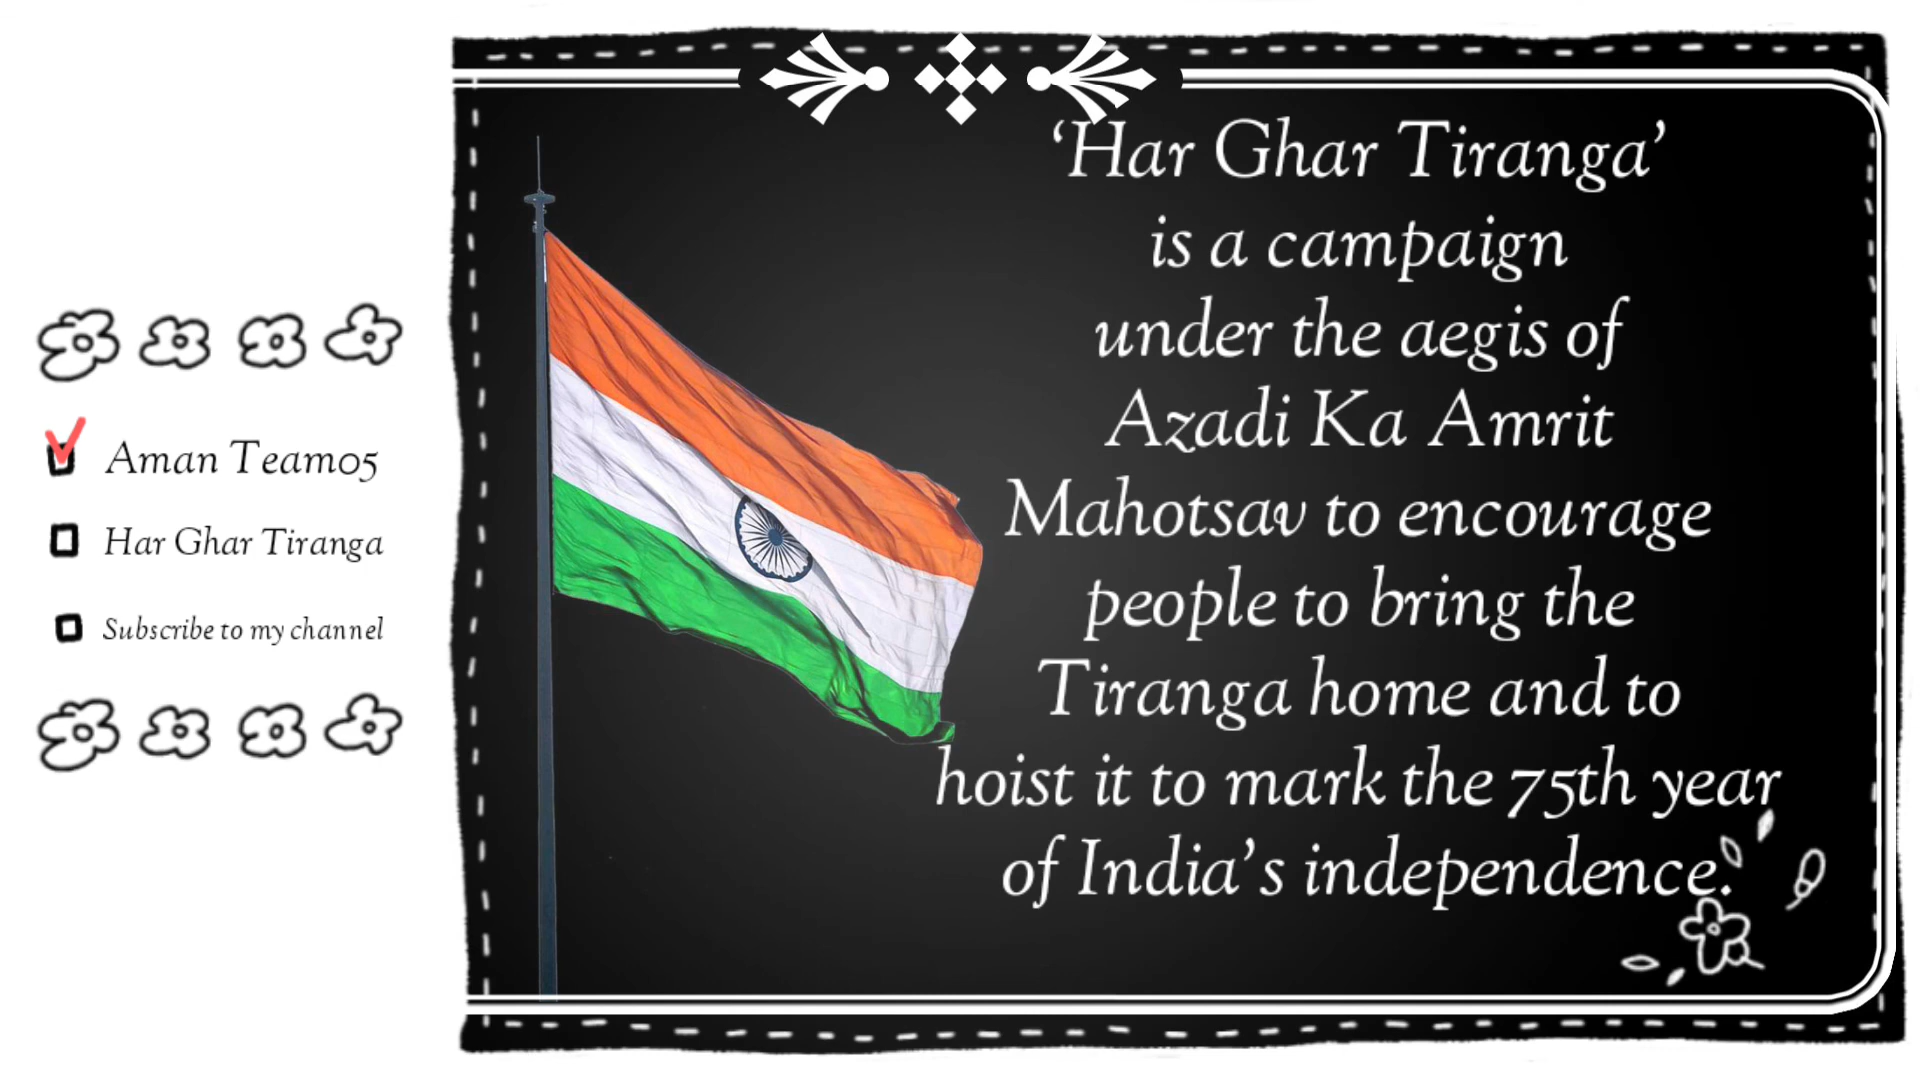 Aman Team05
Har Ghar Tiranga
Subscribe to my channel
‘Har Ghar Tiranga’
is a campaign
under the aegis of
Azadi Ka Amrit
Mahotsav to encourage
people to bring the
Tiranga home and to
hoist it to mark the 75th year
of India’s independence.